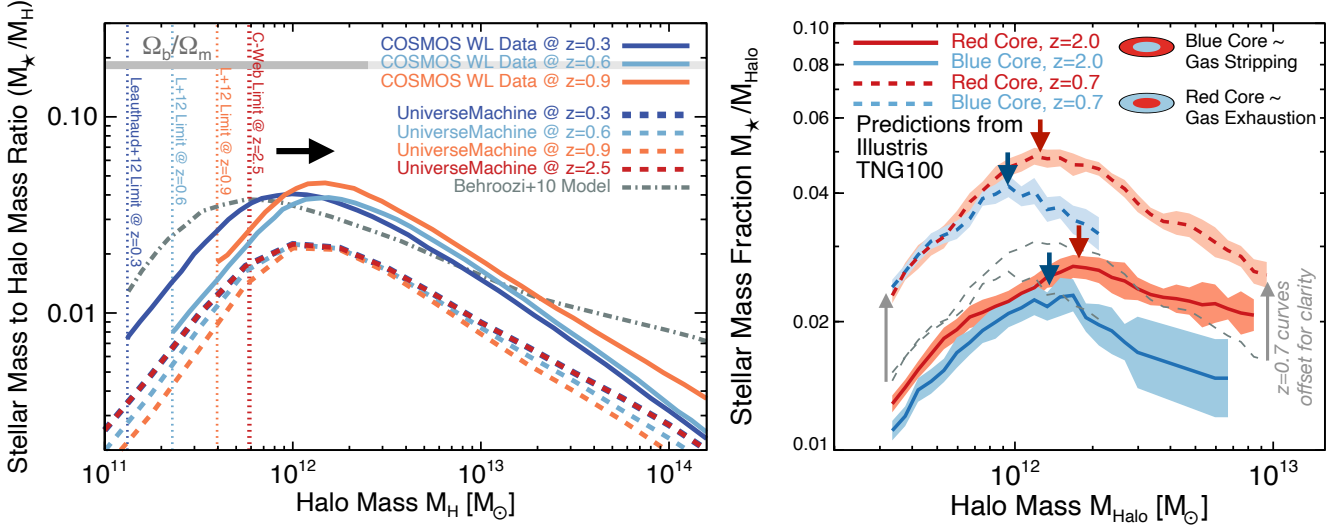 Stellar Mass to Halo Mass Ratio (M★/MH)
0.10
0.01
Ωb/Ωm
Leauthaud+12 Limit @ z=0.3
L+12 Limit @ z=0.6
L+12 Limit @ z=0.9
C-Web Limit @ z=2.5
COSMOS WL Data @ z=0.3
COSMOS WL Data @ z=0.6
COSMOS WL Data @ z=0.9
UniverseMachine @ z=0.3
UniverseMachine @ z=0.6
UniverseMachine @ z=0.9
UniverseMachine @ z=2.5
Behroozi+10 Model
10¹¹
10¹²
10¹³
10¹⁴
Halo Mass MH [M⊙]
Stellar Mass Fraction M★/MHalo
0.10
0.08
0.06
0.04
0.02
0.01
Red Core, z=2.0
Blue Core, z=2.0
Red Core, z=0.7
Blue Core, z=0.7
Blue Core ~
Gas Stripping
Red Core ~
Gas Exhaustion
Predictions from
Illustris
TNG100
z=0.7 curves
offset for clarity
10¹²
10¹³
Halo Mass MHalo [M⊙]